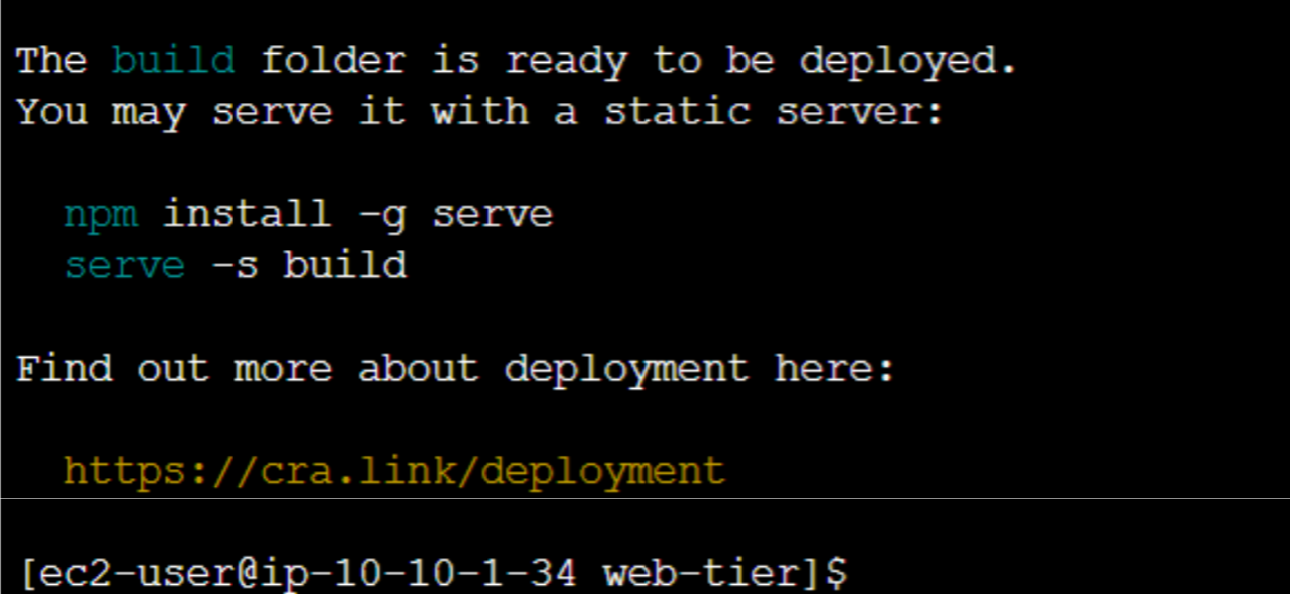 The build folder is ready to be deployed.
You may serve it with a static server:
npm install -g serve
serve -s build
Find out more about deployment here:
https://cra.link/deployment
[ec2-user@ip-10-10-1-34 web-tier]$